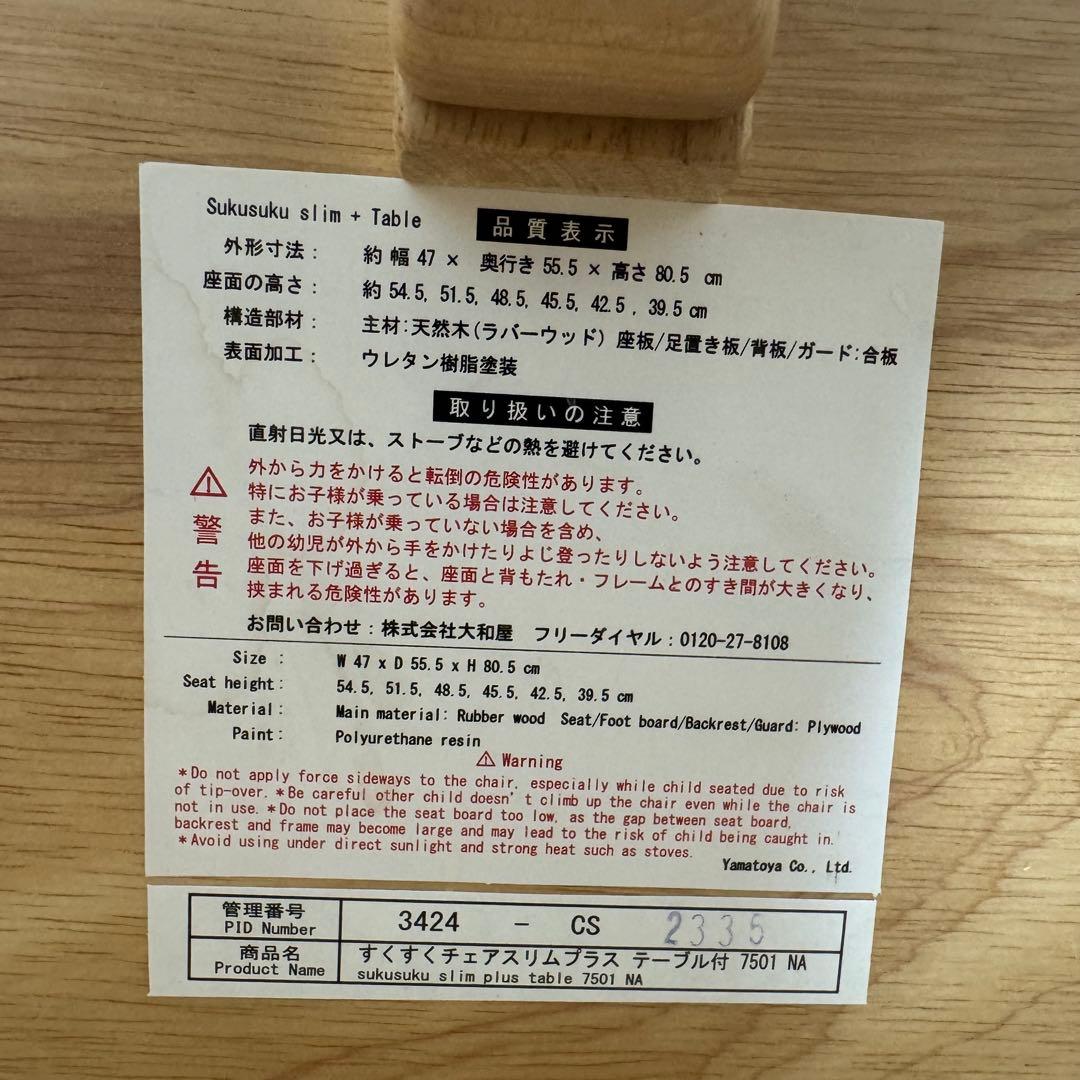 Sukusuku slim + Table
品質表示
外形寸法： 約 幅 47 × 奥行き 55.5 × 高さ 80.5 cm
座面の高さ： 約 54.5, 51.5, 48.5, 45.5, 42.5 , 39.5 cm
構造部材： 主材:天然木(ラバーウッド) 座板/足置き板/背板/ガード:合板
表面加工： ウレタン樹脂塗装
取り扱いの注意
直射日光又は、ストーブなどの熱を避けてください。
⚠警告
外から力をかけると転倒の危険性があります。
特にお子様が乗っている場合は注意してください。
また、お子様が乗っていない場合を含め、
他の幼児が外から手をかけたりよじ登ったりしないよう注意してください。
座面を下げ過ぎると、座面と背もたれ・フレームとのすき間が大きくなり、
挟まれる危険性があります。
お問い合わせ：株式会社大和屋 フリーダイヤル：0120-27-8108
Size : W 47 x D 55.5 x H 80.5 cm
Seat height: 54.5, 51.5, 48.5, 45.5, 42.5, 39.5 cm
Material: Main material: Rubber wood Seat/Foot board/Backrest/Guard: Plywood
Paint: Polyurethane resin
⚠ Warning
*Do not apply force sideways to the chair, especially while child seated due to risk
of tip-over. *Be careful other child doesn't climb up the chair even while the chair is
not in use. *Do not place the seat board too low, as the gap between seat board,
backrest and frame may become large and may lead to the risk of child being caught in.
*Avoid using under direct sunlight and strong heat such as stoves.
Yamatoya Co., Ltd.
管理番号 3424 - CS 2335
PID Number
商品名 すくすくチェアスリムプラス テーブル付 7501 NA
Product Name sukusuku slim plus table 7501 NA